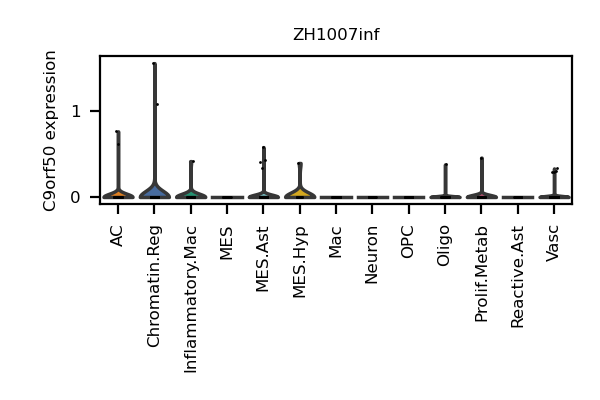 ZH1007inf
C9orf50 expression
1
0
AC
Chromatin.Reg
Inflammatory.Mac
MES
MES.Ast
MES.Hyp
Mac
Neuron
OPC
Oligo
Prolif.Metab
Reactive.Ast
Vasc